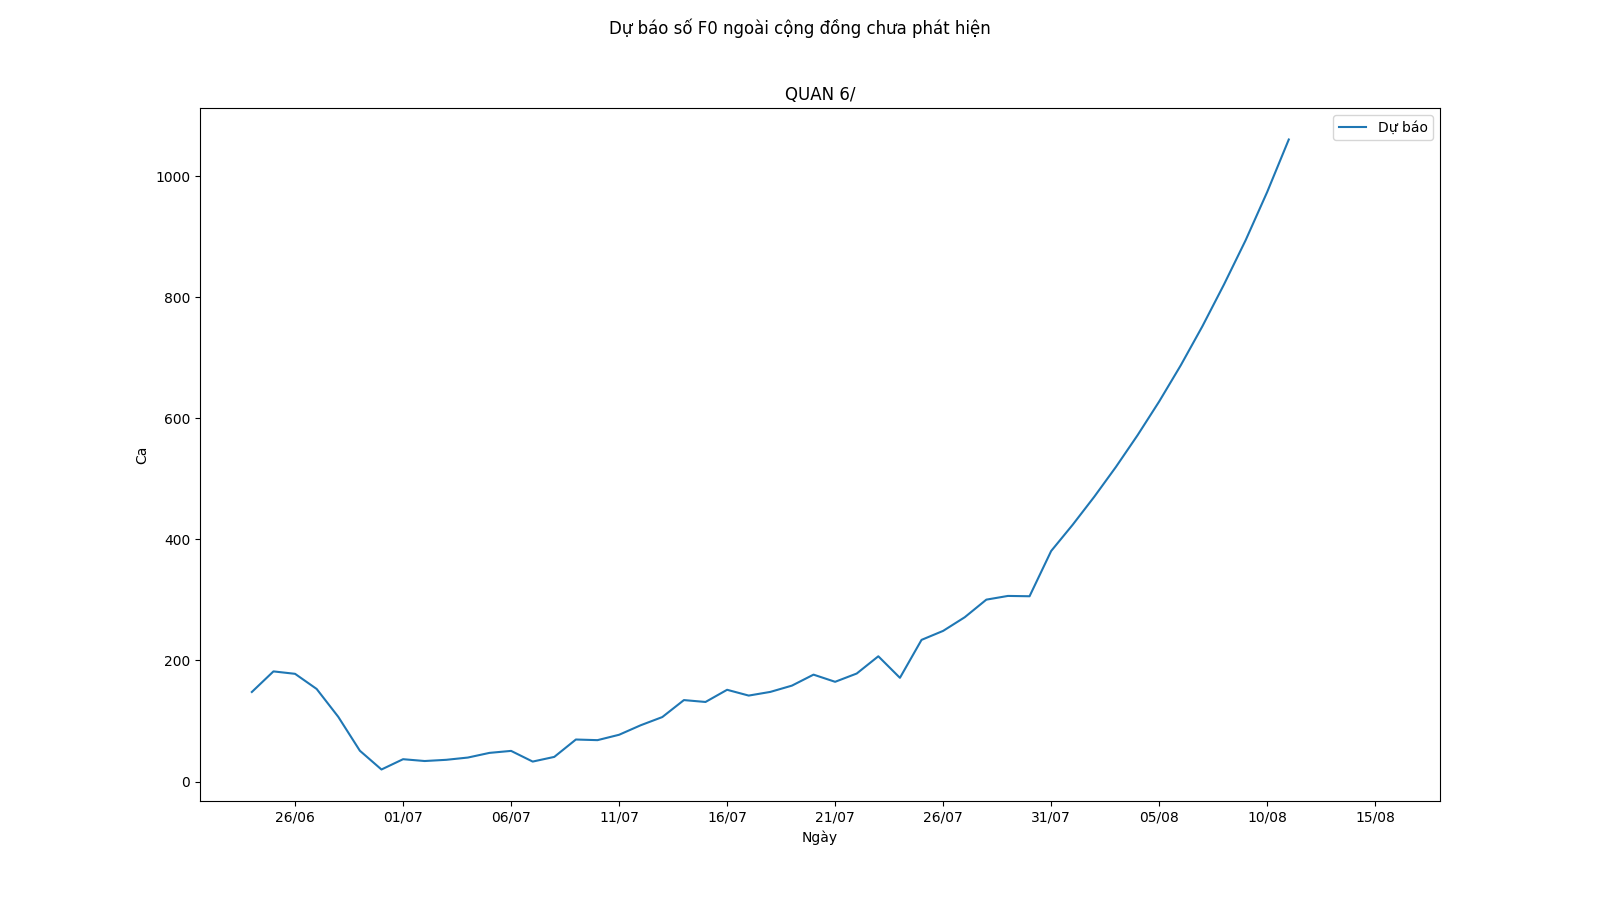 Dự báo số F0 ngoài cộng đồng chưa phát hiện
QUAN 6/
Dự báo
1000
800
600
400
200
0
Ca
26/06 01/07 06/07 11/07 16/07 21/07 26/07 31/07 05/08 10/08 15/08
Ngày